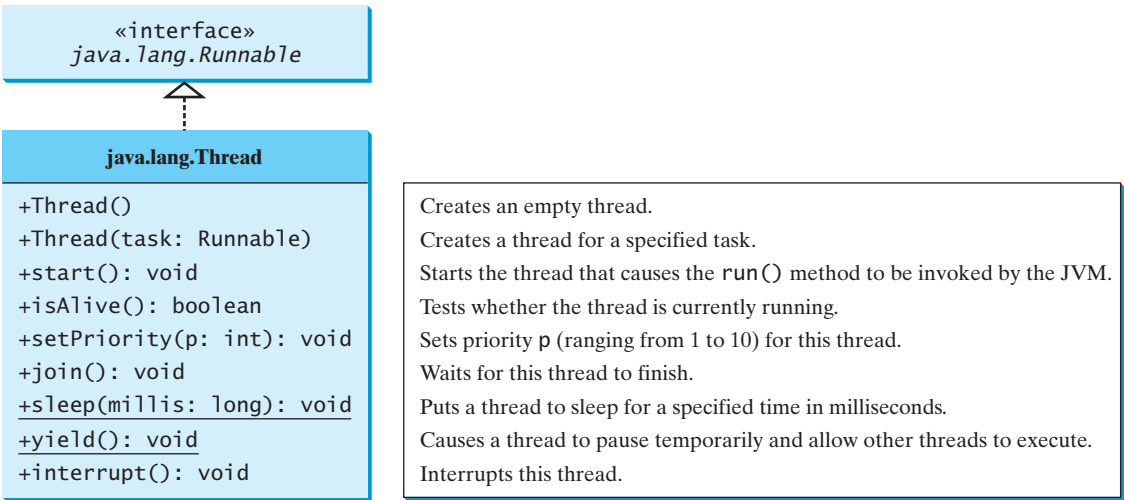 «interface»
java.lang.Runnable
java.lang.Thread
+Thread()
+Thread(task: Runnable)
+start(): void
+isAlive(): boolean
+setPriority(p: int): void
+join(): void
+sleep(millis: long): void
+yield(): void
+interrupt(): void
Creates an empty thread.
Creates a thread for a specified task.
Starts the thread that causes the run() method to be invoked by the JVM.
Tests whether the thread is currently running.
Sets priority p (ranging from 1 to 10) for this thread.
Waits for this thread to finish.
Puts a thread to sleep for a specified time in milliseconds.
Causes a thread to pause temporarily and allow other threads to execute.
Interrupts this thread.